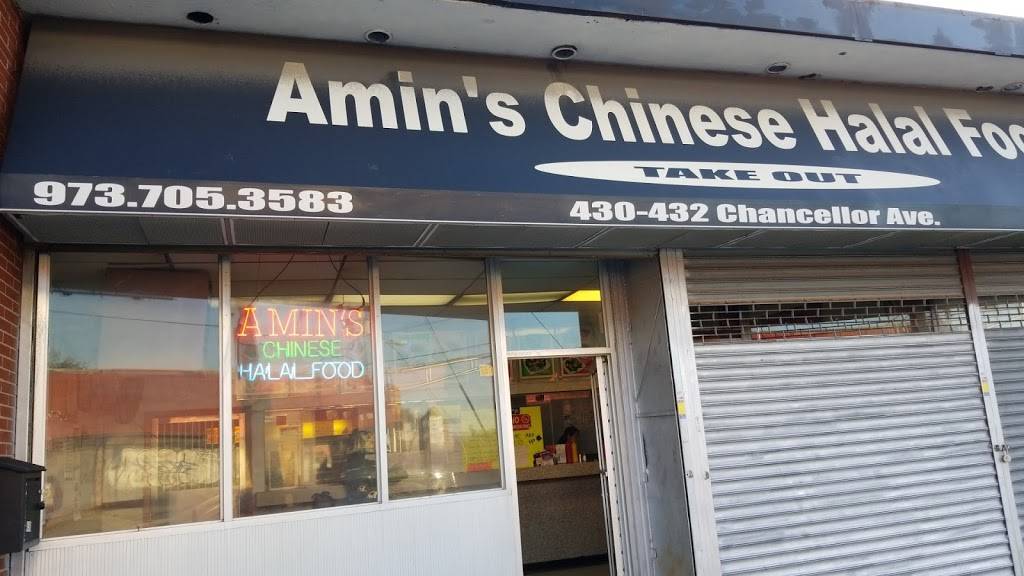 Amin's Chinese Halal Foo
TAKE OUT
973.705.3583
430-432 Chancellor Ave.
AMIN'S
CHINESE
HALAL FOOD